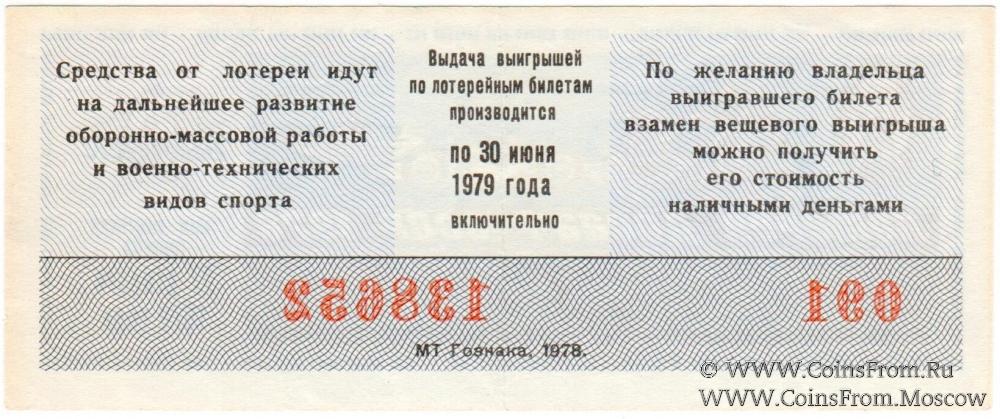 Средства от лотереи идут
на дальнейшее развитие
оборонно-массовой работы
и военно-технических
видов спорта
Выдача выигрышей
по лотерейным билетам
производится
по 30 июня
1979 года
включительно
По желанию владельца
выигравшего билета
взамен вещевого выигрыша
можно получить
его стоимость
наличными деньгами
138652
091
МТ Гознака, 1978.
© WWW.CoinsFrom.Ru
WWW.CoinsFrom.Moscow